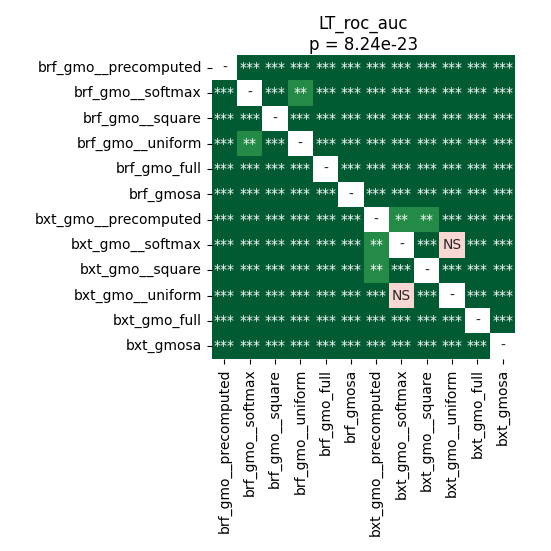 LT_roc_auc
p = 8.24e-23
brf_gmo__precomputed - *** *** *** *** *** *** *** *** *** *** ***
brf_gmo__softmax *** - *** ** *** *** *** *** *** *** *** ***
brf_gmo__square *** *** - *** *** *** *** *** *** *** *** ***
brf_gmo__uniform *** ** *** - *** *** *** *** *** *** *** ***
brf_gmo_full *** *** *** *** - *** *** *** *** *** *** ***
brf_gmosa *** *** *** *** *** - *** *** *** *** *** ***
bxt_gmo__precomputed *** *** *** *** *** *** - ** ** *** *** ***
bxt_gmo__softmax *** *** *** *** *** *** ** - *** NS *** ***
bxt_gmo__square *** *** *** *** *** *** ** *** - *** *** ***
bxt_gmo__uniform *** *** *** *** *** *** *** NS *** - *** ***
bxt_gmo_full *** *** *** *** *** *** *** *** *** *** - ***
bxt_gmosa *** *** *** *** *** *** *** *** *** *** *** -
brf_gmo__precomputed
brf_gmo__softmax
brf_gmo__square
brf_gmo__uniform
brf_gmo_full
brf_gmosa
bxt_gmo__precomputed
bxt_gmo__softmax
bxt_gmo__square
bxt_gmo__uniform
bxt_gmo_full
bxt_gmosa